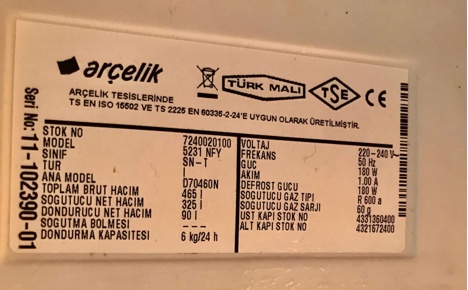 arçelik
TÜRK MALI
TSE
CE
ARÇELİK TESİSLERİNDE
TS EN ISO 15502 VE TS 2225 EN 60335-2-24'E UYGUN OLARAK ÜRETİLMİŞTİR.
Seri No: 11-102390-01
STOK NO 7240020100
MODEL 5231 NFY
SINIF SN-T
TUR I
ANA MODEL D70460N
TOPLAM BRUT HACIM 465 l
SOGUTUCU NET HACIM 325 l
DONDURUCU NET HACIM 90 l
SOGUTMA BOLMESI ---
DONDURMA KAPASİTESI 6 kg/24 h
VOLTAJ 220-240 V
FREKANS 50 Hz
GUC 180 W
AKIM 1.00 A
DEFROST GUCU 180 W
SOGUTUCU GAZ TIPI R 600 a
SOGUTUCU GAZ SARJI 60 g
UST KAPI STOK NO 4331360400
ALT KAPI STOK NO 4321672400